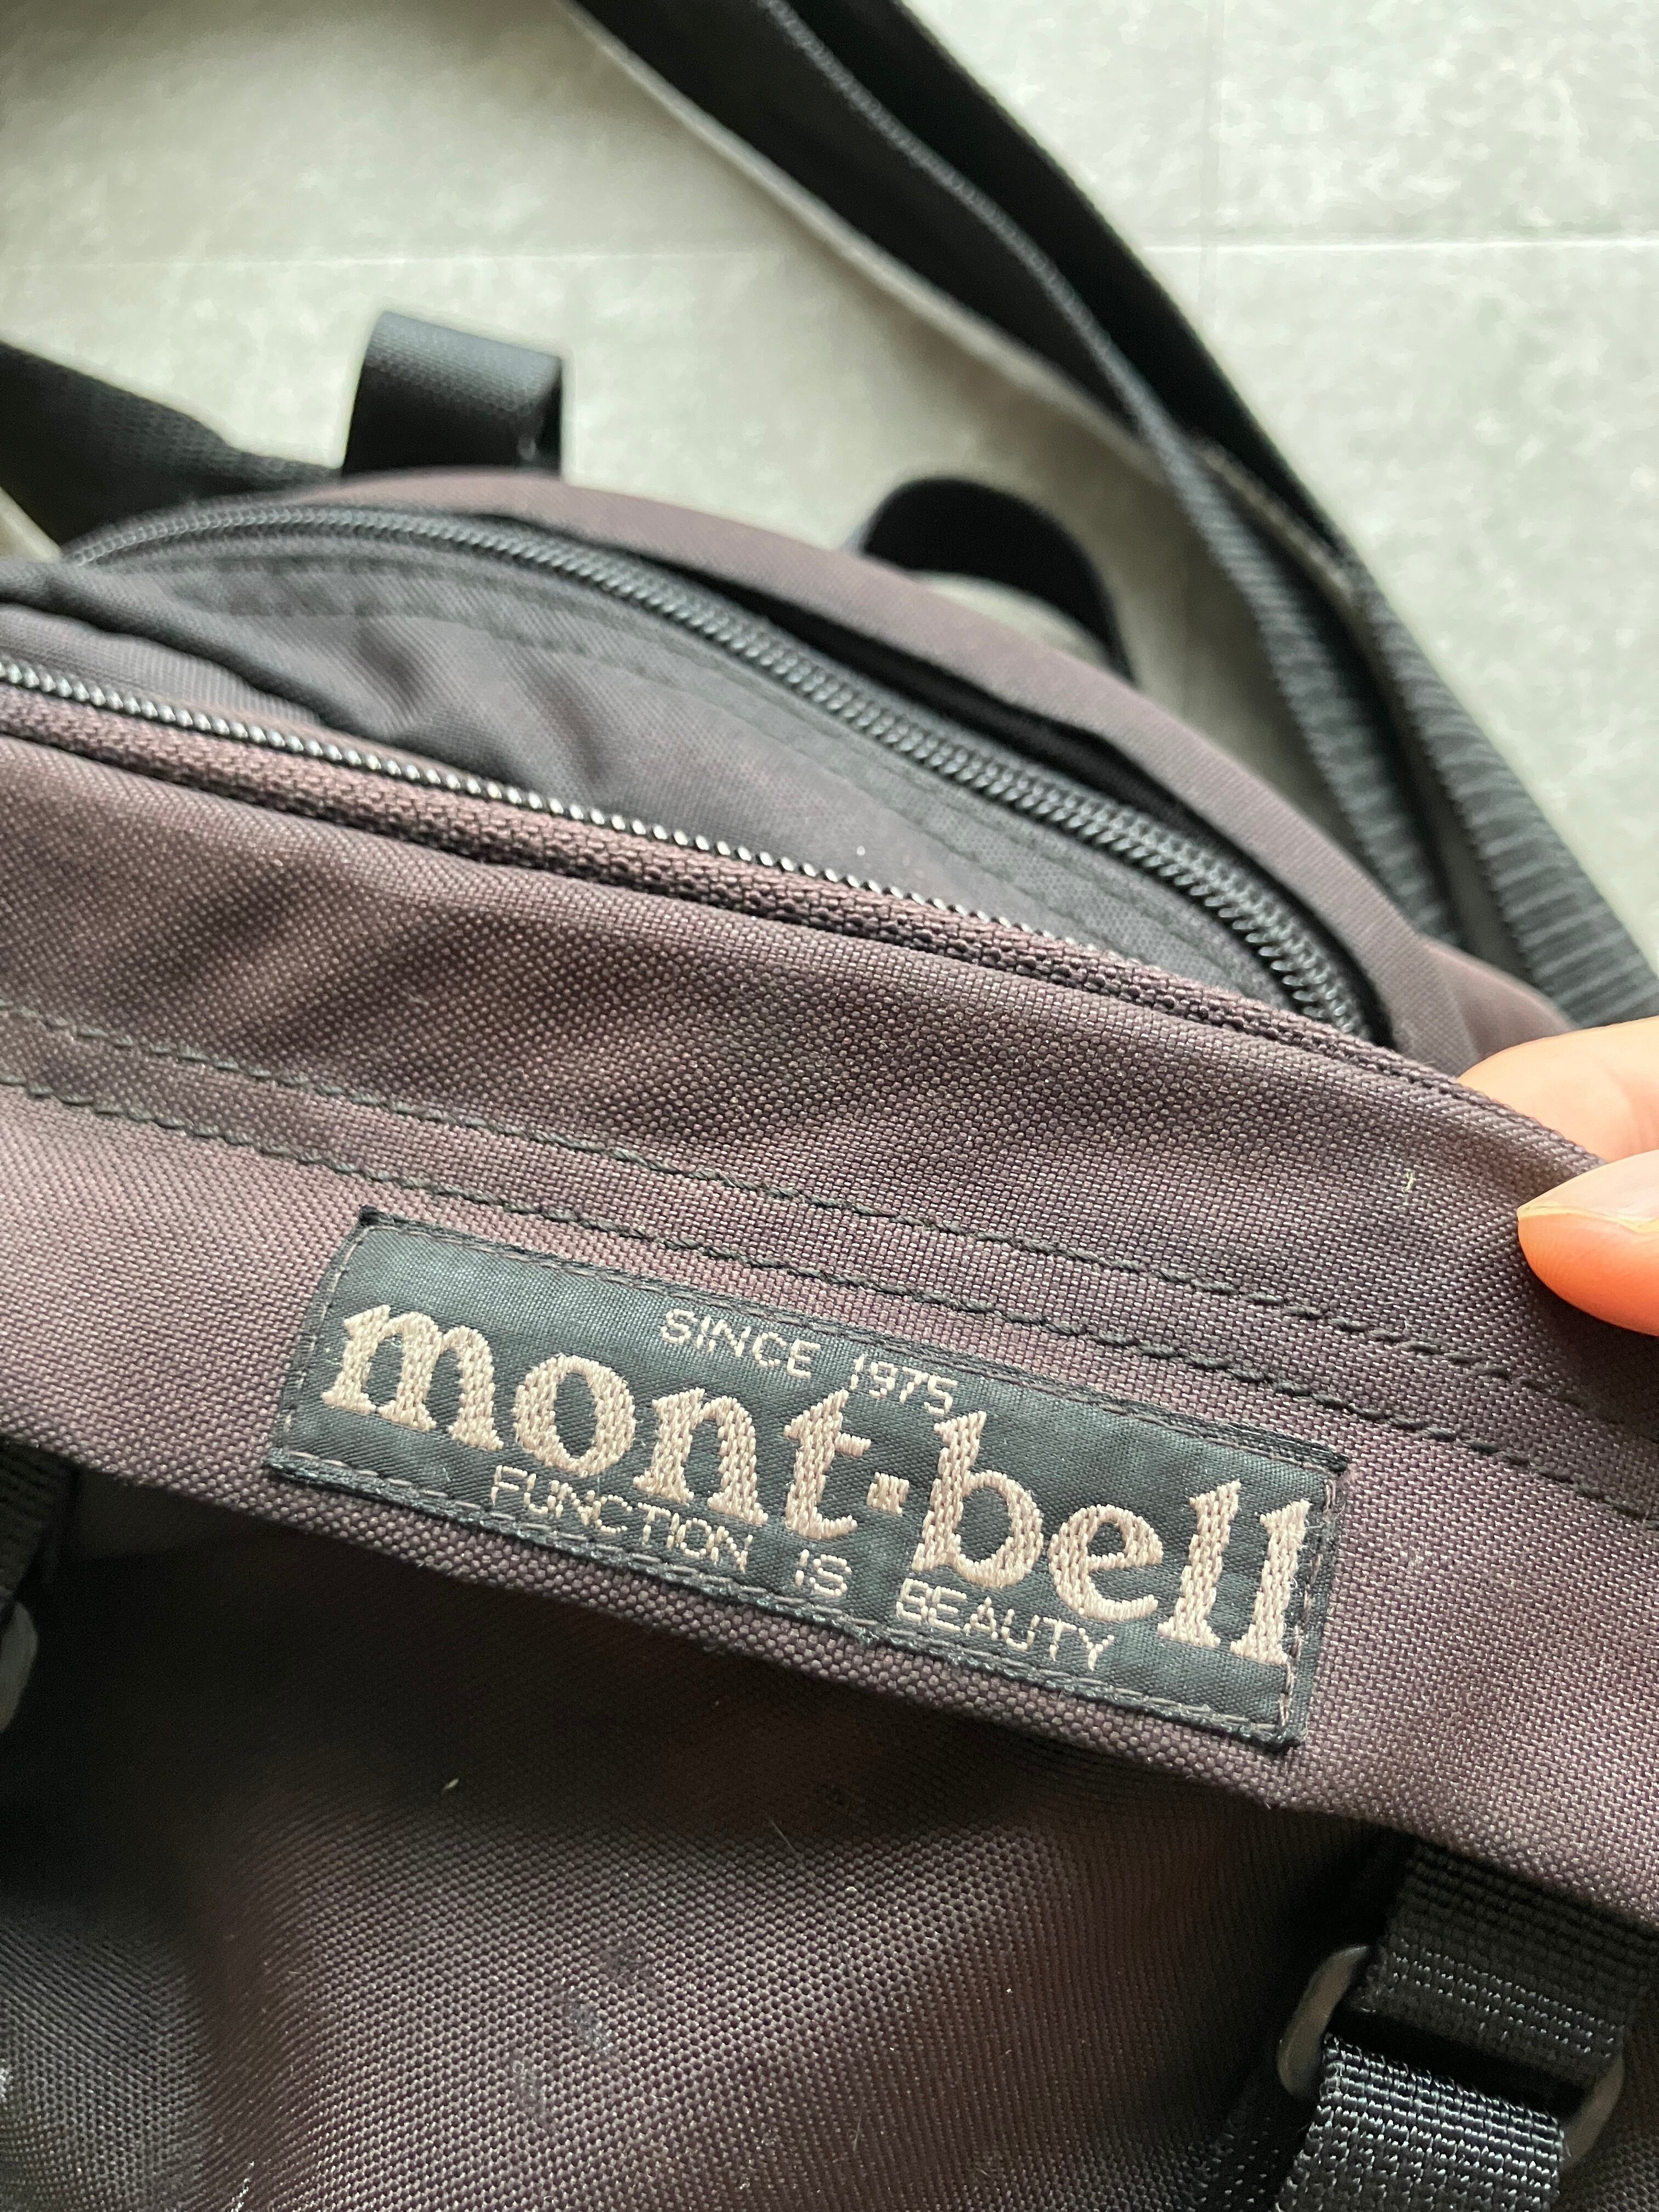 SINCE 1975
mont-bell
FUNCTION IS BEAUTY